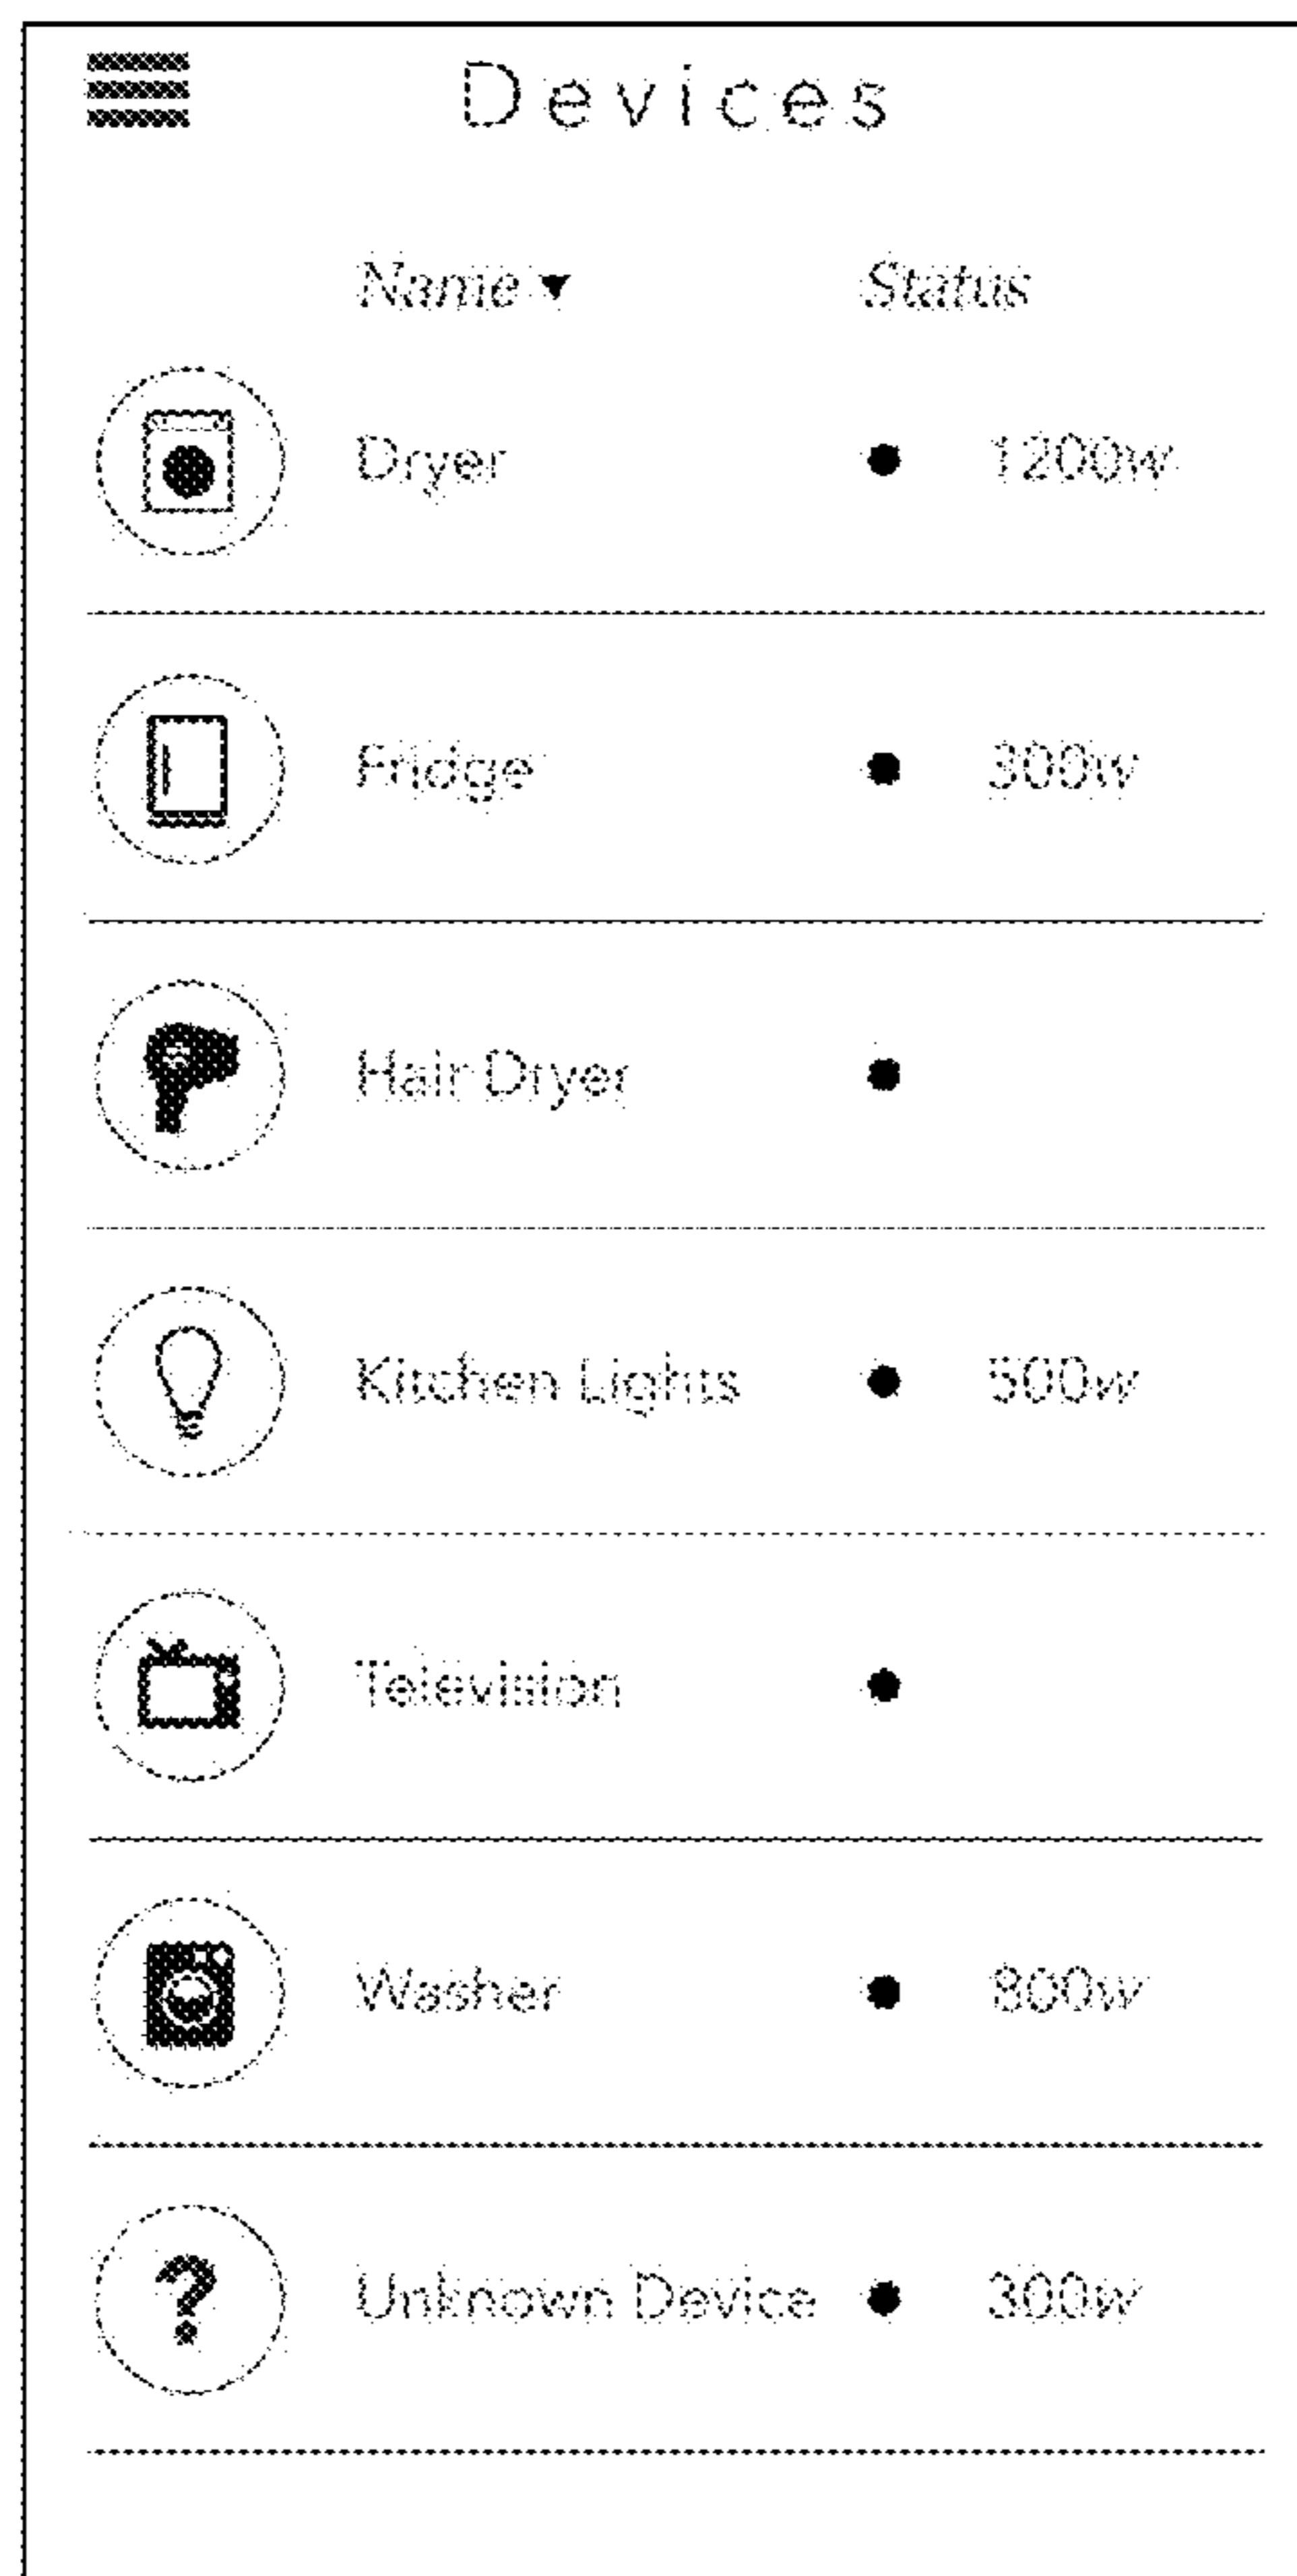 Devices
Name ▼ Status
Dryer ● 1200w
Fridge ● 300w
Hair Dryer ●
Kitchen Lights ● 500w
Television ●
Washer ● 800w
? Unknown Device ● 300w